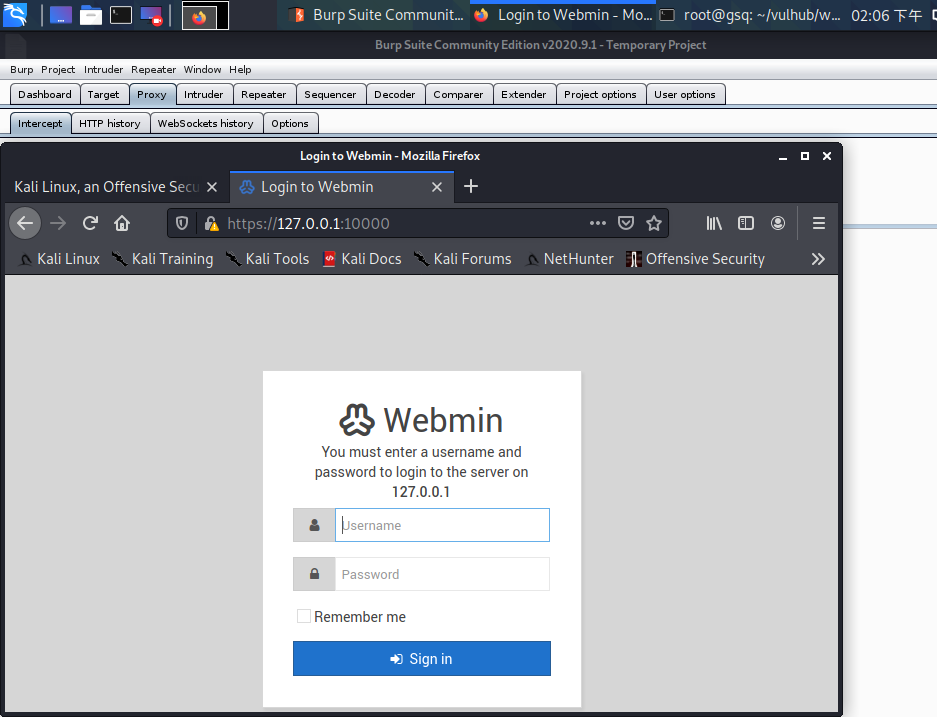 Burp Suite Communit... Login to Webmin - Mo... root@gsq: ~/vulhub/w... 02:06 下午
Burp Suite Community Edition v2020.9.1 - Temporary Project
Burp Project Intruder Repeater Window Help
Dashboard Target Proxy Intruder Repeater Sequencer Decoder Comparer Extender Project options User options
Intercept HTTP history WebSockets history Options
Login to Webmin - Mozilla Firefox
Kali Linux, an Offensive Secu Login to Webmin
https://127.0.0.1:10000
Kali Linux Kali Training Kali Tools Kali Docs Kali Forums NetHunter Offensive Security
Webmin
You must enter a username and
password to login to the server on
127.0.0.1
Username
Password
Remember me
Sign in